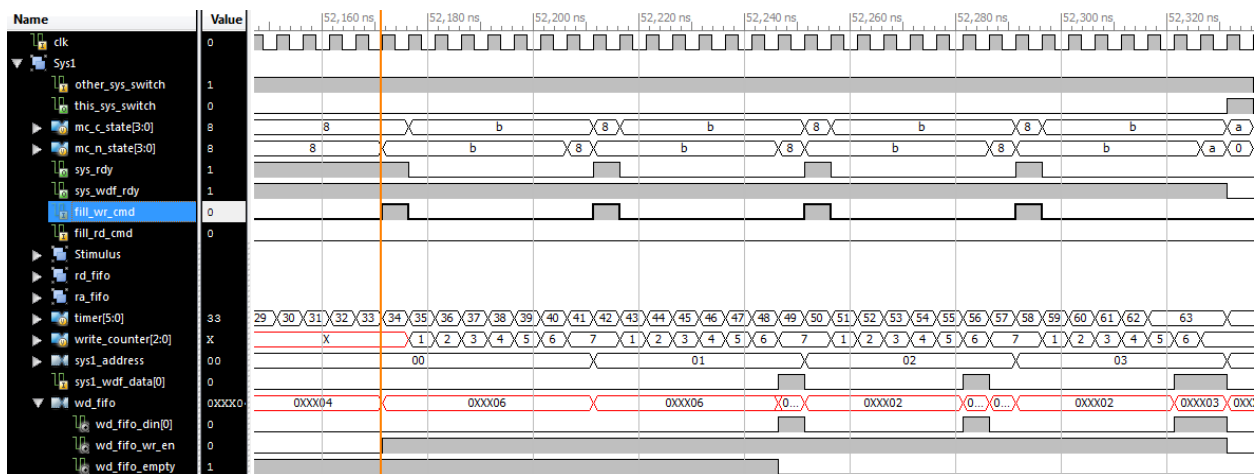 Name Value 52,160 ns 52,180 ns 52,200 ns 52,220 ns 52,240 ns 52,260 ns 52,280 ns 52,300 ns 52,320 ns
clk 0
Sys1
other_sys_switch 1
this_sys_switch 0
mc_c_state[3:0] 8 8 b 8 b 8 b 8 b a
mc_n_state[3:0] 8 8 b 8 b 8 b 8 b a 0
sys_rdy 1
sys_wdf_rdy 1
fill_wr_cmd 0
fill_rd_cmd 0
Stimulus
rd_fifo
ra_fifo
timer[5:0] 33 29 30 31 32 33 34 35 36 37 38 39 40 41 42 43 44 45 46 47 48 49 50 51 52 53 54 55 56 57 58 59 60 61 62 63
write_counter[2:0] X X 1 2 3 4 5 6 7 1 2 3 4 5 6 7 1 2 3 4 5 6 7 1 2 3 4 5 6
sys1_address 00 00 01 02 03
sys1_wdf_data[0] 0
wd_fifo 0XXX0 0XXX04 0XXX06 0XXX06 0... 0XXX02 0... 0... 0XXX02 0XXX03 0XX
wd_fifo_din[0] 0
wd_fifo_wr_en 0
wd_fifo_empty 1